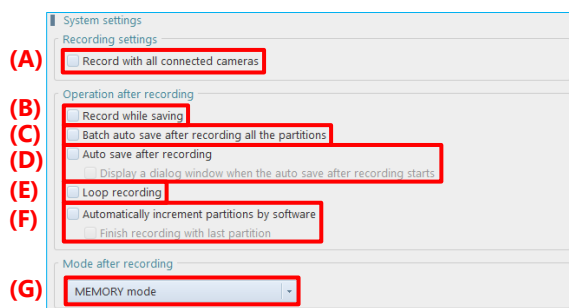 System settings
Recording settings
(A) Record with all connected cameras
Operation after recording
(B) Record while saving
(C) Batch auto save after recording all the partitions
(D) Auto save after recording
Display a dialog window when the auto save after recording starts
(E) Loop recording
(F) Automatically increment partitions by software
Finish recording with last partition
Mode after recording
(G) MEMORY mode